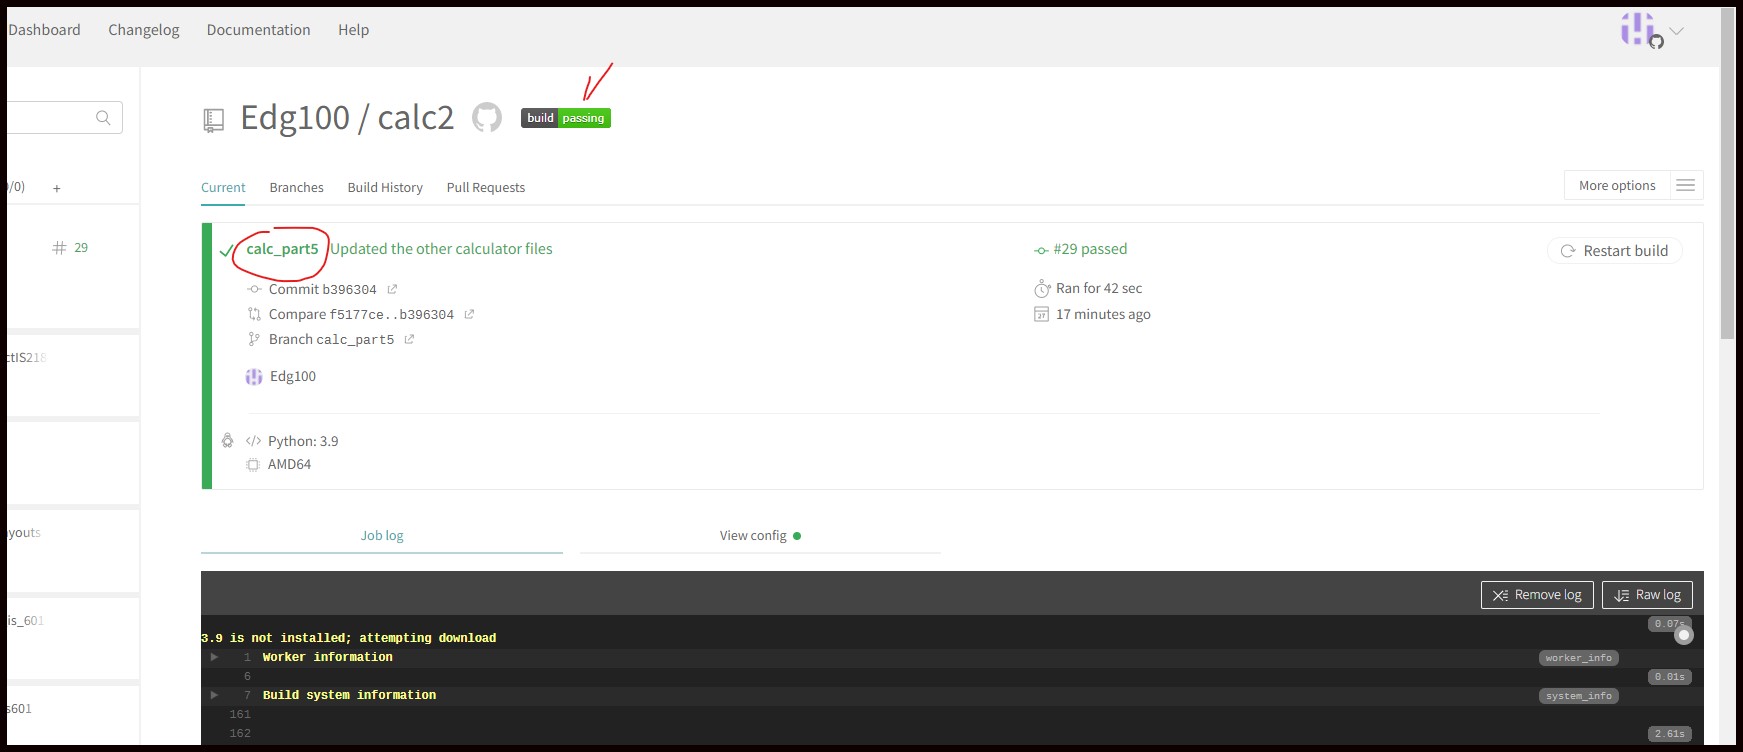 Dashboard Changelog Documentation Help
Edg100 / calc2 build passing
/0) +
Current Branches Build History Pull Requests
More options
# 29
calc_part5 Updated the other calculator files
#29 passed
Restart build
Commit b396304
Ran for 42 sec
Compare f5177ce..b396304
17 minutes ago
27
Branch calc_part5
ctIS218
Edg100
Python: 3.9
AMD64
youts
Job log
View config
Remove log
Raw log
is_601
0.07s
3.9 is not installed; attempting download
1 Worker information worker_info
6 0.01s
7 Build system information system_info
s601
161
162 2.61s